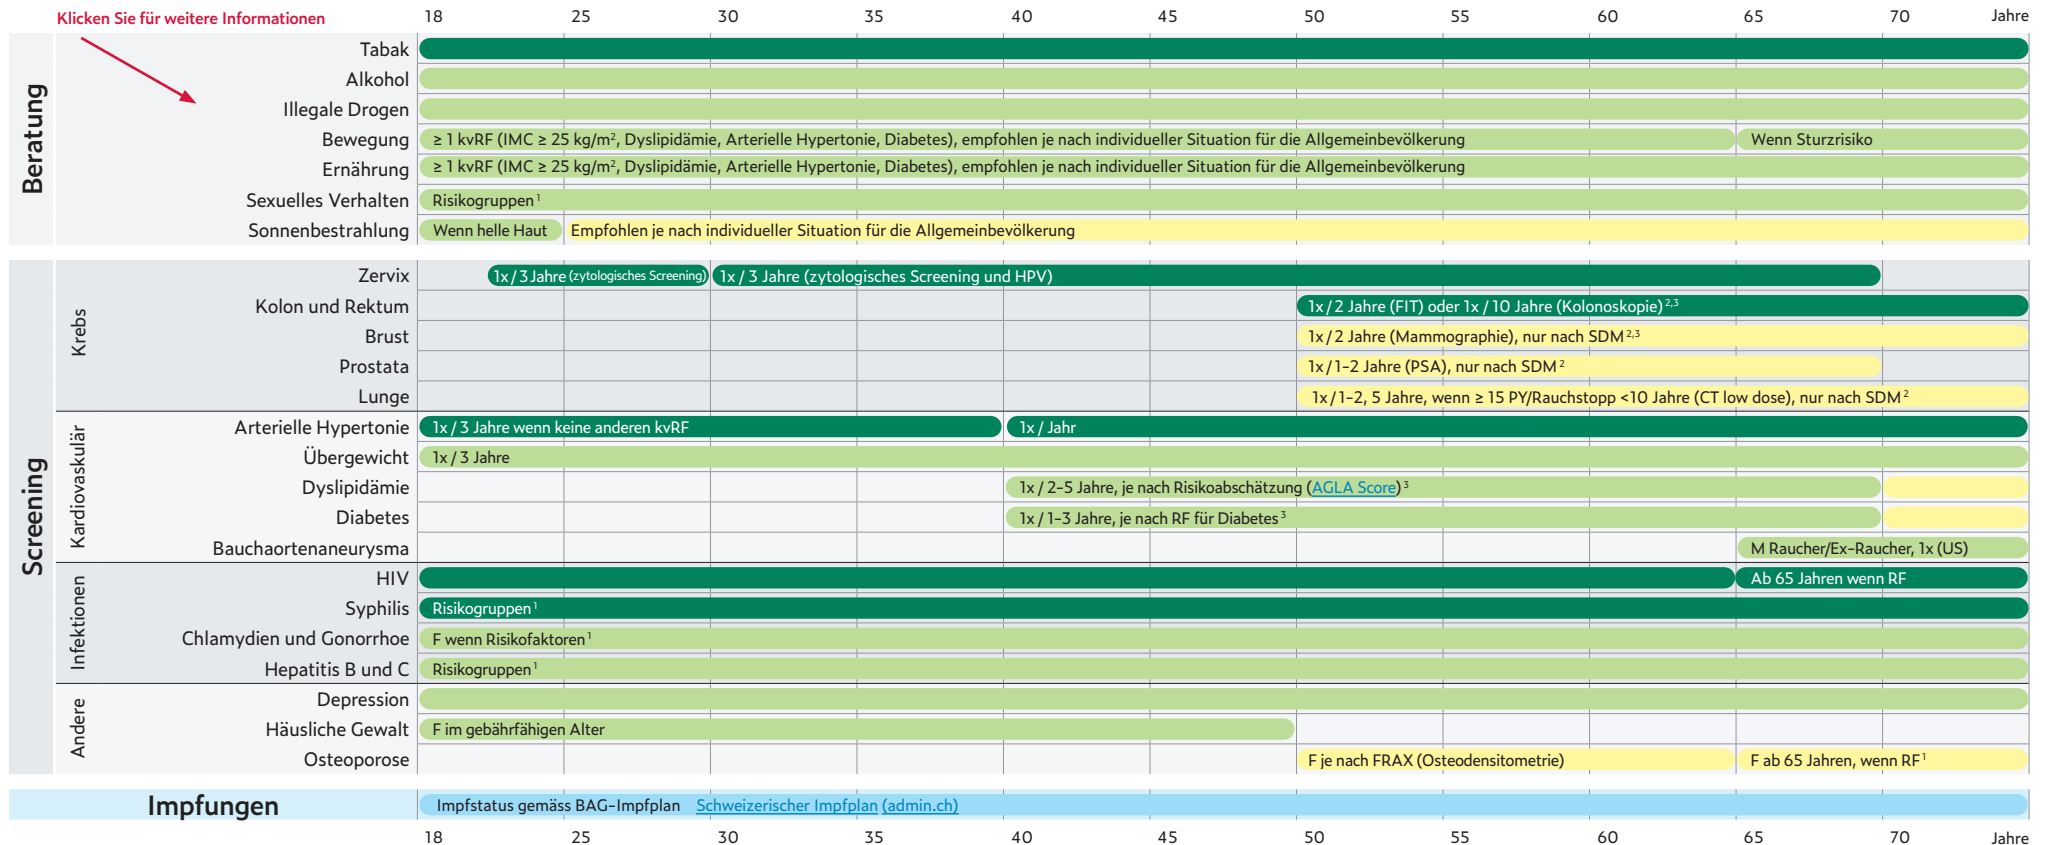 Klicken Sie für weitere Informationen
18 25 30 35 40 45 50 55 60 65 70 Jahre
Beratung
Tabak
Alkohol
Illegale Drogen
Bewegung ≥ 1 kvRF (IMC ≥ 25 kg/m², Dyslipidämie, Arterielle Hypertonie, Diabetes), empfohlen je nach individueller Situation für die Allgemeinbevölkerung Wenn Sturzrisiko
Ernährung ≥ 1 kvRF (IMC ≥ 25 kg/m², Dyslipidämie, Arterielle Hypertonie, Diabetes), empfohlen je nach individueller Situation für die Allgemeinbevölkerung
Sexuelles Verhalten Risikogruppen¹
Sonnenbestrahlung Wenn helle Haut Empfohlen je nach individueller Situation für die Allgemeinbevölkerung
Screening
Krebs
Zervix 1x / 3 Jahre (zytologisches Screening) 1x / 3 Jahre (zytologisches Screening und HPV)
Kolon und Rektum 1x / 2 Jahre (FIT) oder 1x / 10 Jahre (Kolonoskopie)²,³
Brust 1x / 2 Jahre (Mammographie), nur nach SDM²,³
Prostata 1x / 1–2 Jahre (PSA), nur nach SDM²
Lunge 1x / 1–2, 5 Jahre, wenn ≥ 15 PY/Rauchstopp <10 Jahre (CT low dose), nur nach SDM²
Kardiovaskulär
Arterielle Hypertonie 1x / 3 Jahre wenn keine anderen kvRF 1x / Jahr
Übergewicht 1x / 3 Jahre
Dyslipidämie 1x / 2–5 Jahre, je nach Risikoabschätzung (AGLA Score)³
Diabetes 1x / 1–3 Jahre, je nach RF für Diabetes³
Bauchaortenaneurysma M Raucher/Ex-Raucher, 1x (US)
Infektionen
HIV Ab 65 Jahren wenn RF
Syphilis Risikogruppen¹
Chlamydien und Gonorrhoe F wenn Risikofaktoren¹
Hepatitis B und C Risikogruppen¹
Andere
Depression
Häusliche Gewalt F im gebährfähigen Alter
Osteoporose F je nach FRAX (Osteodensitometrie) F ab 65 Jahren, wenn RF¹
Impfungen Impfstatus gemäss BAG-Impfplan Schweizerischer Impfplan (admin.ch)
18 25 30 35 40 45 50 55 60 65 70 Jahre